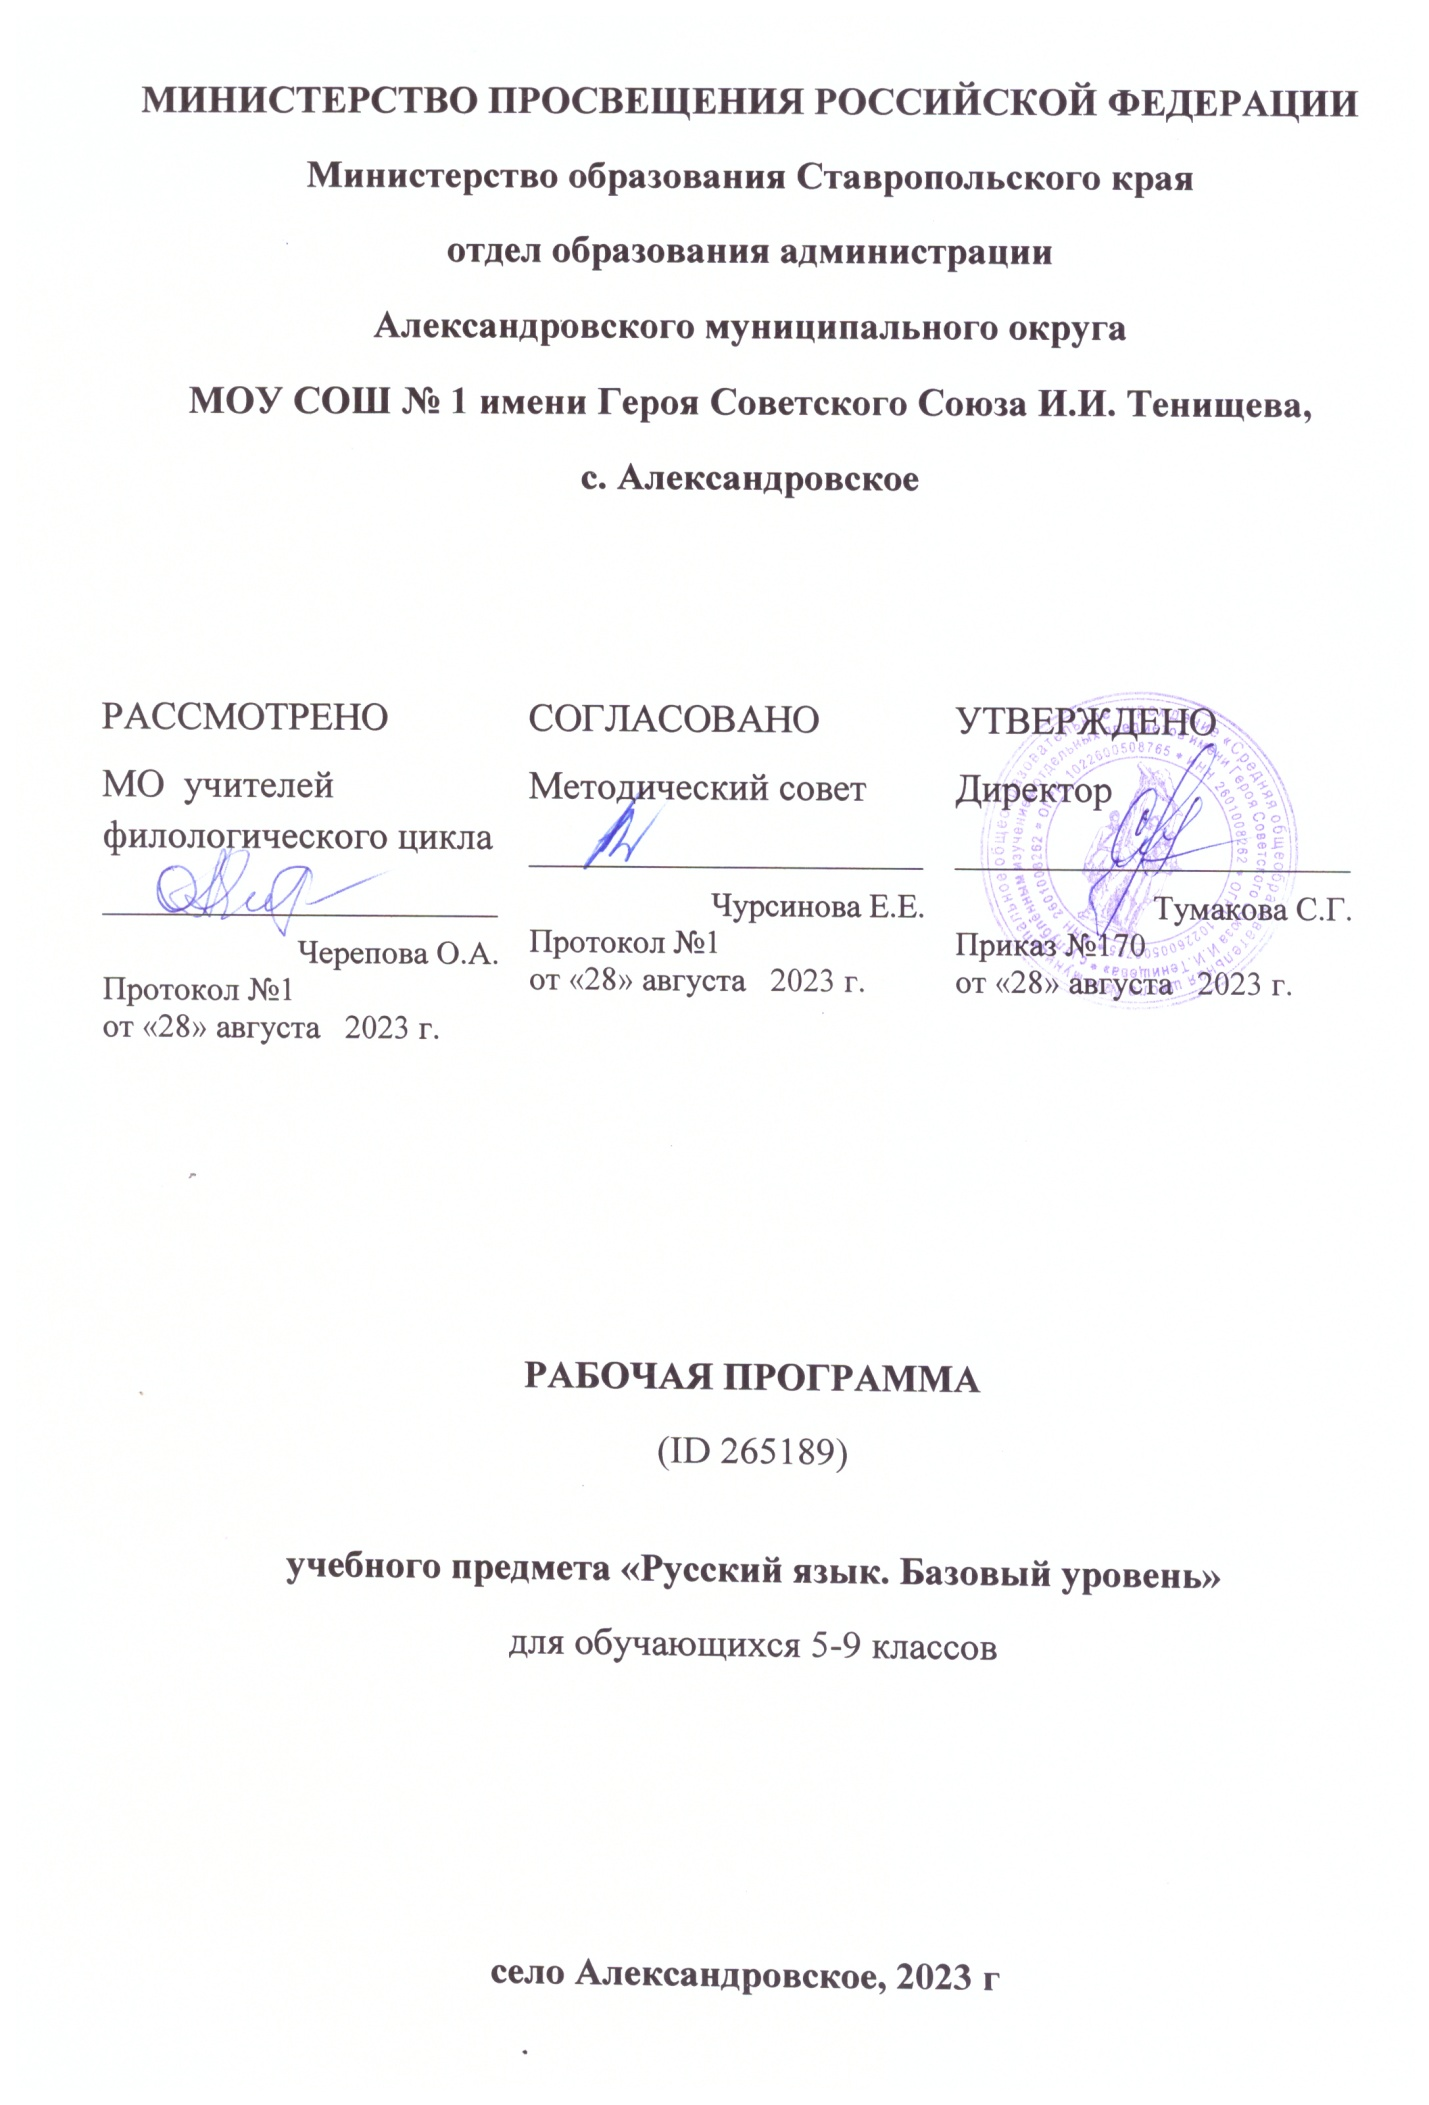 МИНИСТЕРСТВО ПРОСВЕЩЕНИЯ РОССИЙСКОЙ ФЕДЕРАЦИИ
Министерство образования Ставропольского края
отдел образования администрации
Александровского муниципального округа
МОУ СОШ № 1 имени Героя Советского Союза И.И. Тенищева,
с. Александровское
РАССМОТРЕНО
МО учителей
филологического цикла
Черепова О.А.
Протокол №1
от «28» августа 2023 г.
СОГЛАСОВАНО
Методический совет
Чурсинова Е.Е.
Протокол №1
от «28» августа 2023 г.
УТВЕРЖДЕНО
Директор
Тумакова С.Г.
Приказ №170
от «28» августа 2023 г.
РАБОЧАЯ ПРОГРАММА
(ID 265189)
учебного предмета «Русский язык. Базовый уровень»
для обучающихся 5-9 классов
село Александровское, 2023 г